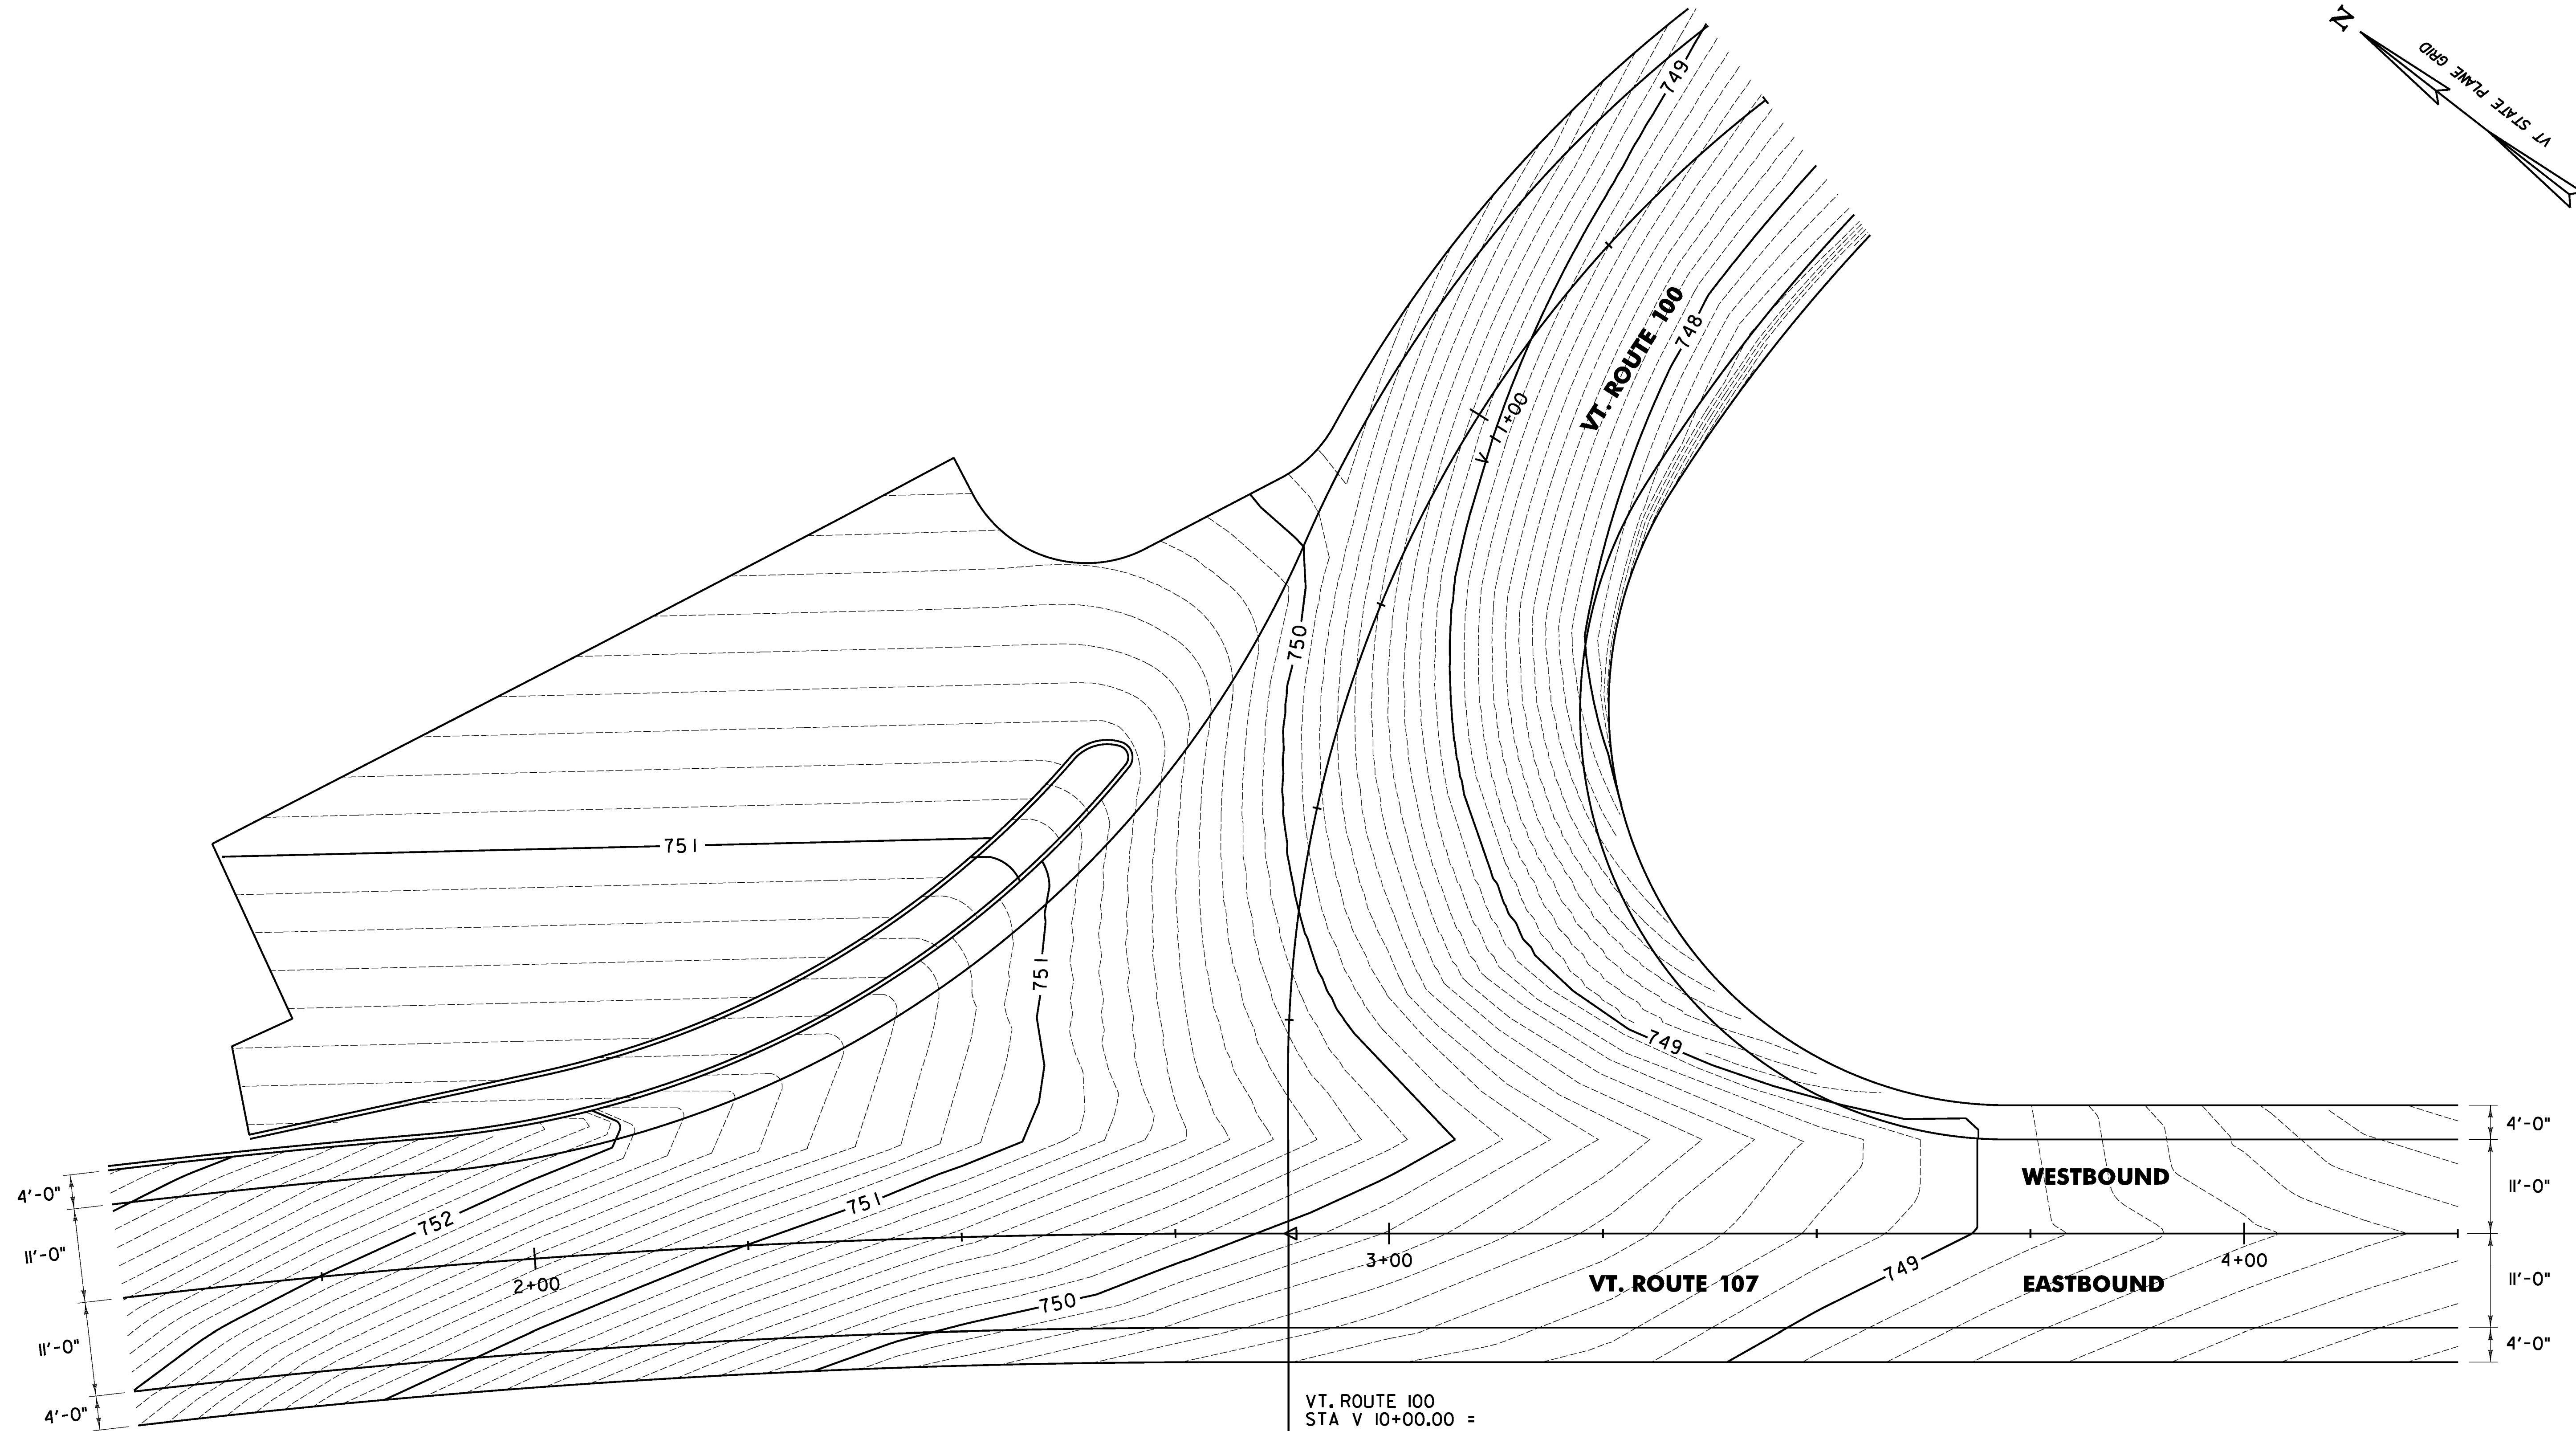 Z
VT STATE PLANE GRID
749
VT. ROUTE 100
748
V 11+00
750
751
751
749
4'-0"
11'-0"
11'-0"
4'-0"
752
751
2+00
750
3+00
VT. ROUTE 107
749
WESTBOUND
EASTBOUND
4+00
4'-0"
11'-0"
11'-0"
4'-0"
VT. ROUTE 100
STA V 10+00.00 =